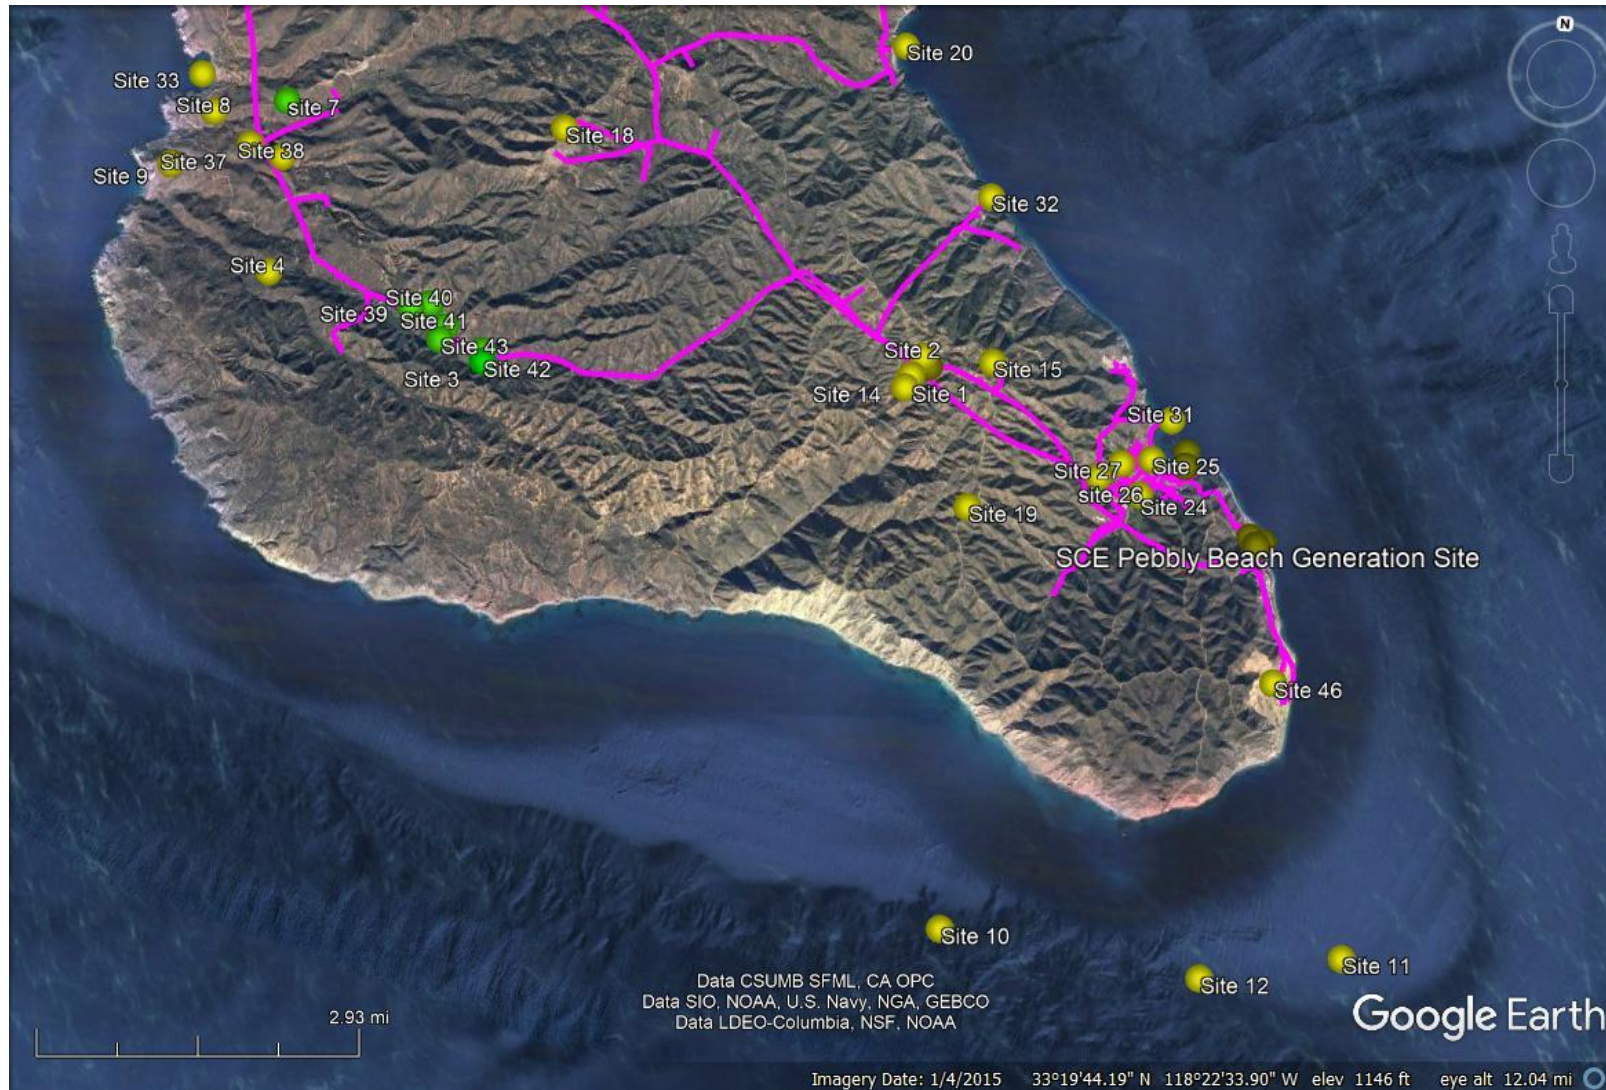 N
Site 20
Site 33
Site 8
site 7
Site 18
Site 38
Site 37
Site 9
Site 32
Site 4
Site 40
Site 39
Site 41
Site 43
Site 2
Site 42
Site 15
Site 3
Site 14
Site 1
Site 31
Site 27
Site 25
site 26
Site 24
Site 19
SCE Pebbly Beach Generation Site
Site 46
Site 10
Site 11
Site 12
Data CSUMB SFML, CA OPC
Data SIO, NOAA, U.S. Navy, NGA, GEBCO
Data LDEO-Columbia, NSF, NOAA
Google Earth
2.93 mi
Imagery Date: 1/4/2015 33°19'44.19" N 118°22'33.90" W elev 1146 ft eye alt 12.04 mi